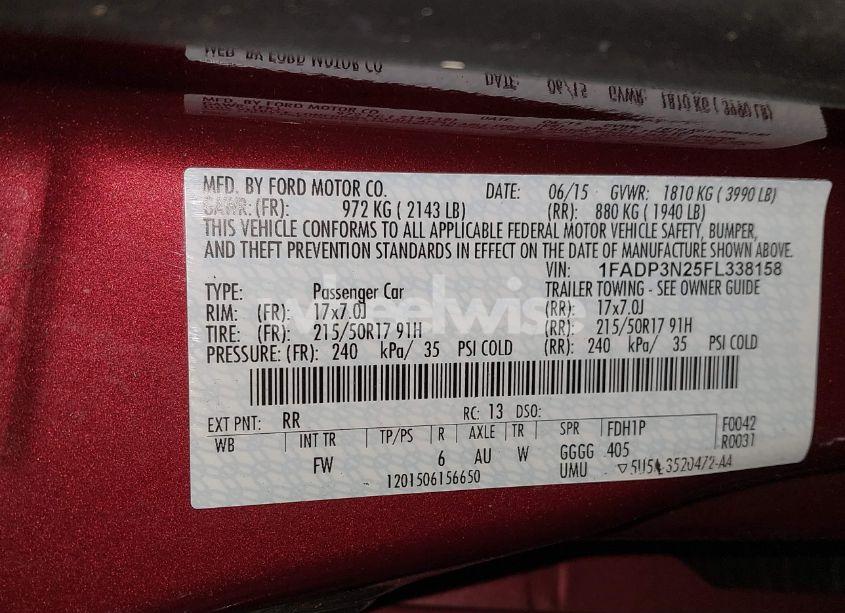 MFD. BY FORD MOTOR CO. DATE: 06/15 GVWR: 1810 KG ( 3990 LB)
GAWR: (FR): 972 KG ( 2143 LB) (RR): 880 KG ( 1940 LB)
THIS VEHICLE CONFORMS TO ALL APPLICABLE FEDERAL MOTOR VEHICLE SAFETY, BUMPER,
AND THEFT PREVENTION STANDARDS IN EFFECT ON THE DATE OF MANUFACTURE SHOWN ABOVE.
VIN: 1FADP3N25FL338158
TYPE: Passenger Car TRAILER TOWING - SEE OWNER GUIDE
RIM: (FR): 17x7.0J (RR): 17x7.0J
TIRE: (FR): 215/50R17 91H (RR): 215/50R17 91H
PRESSURE: (FR): 240 kPa/ 35 PSI COLD (RR): 240 kPa/ 35 PSI COLD
wheelwise
EXT PNT: RR RC: 13 DSO:
WB INT TR TP/PS R AXLE TR SPR FDH1P F0042
FW 6 AU W GGGG 405 R0031
1201506156650 UMU ▽5U5A-3520472-AA